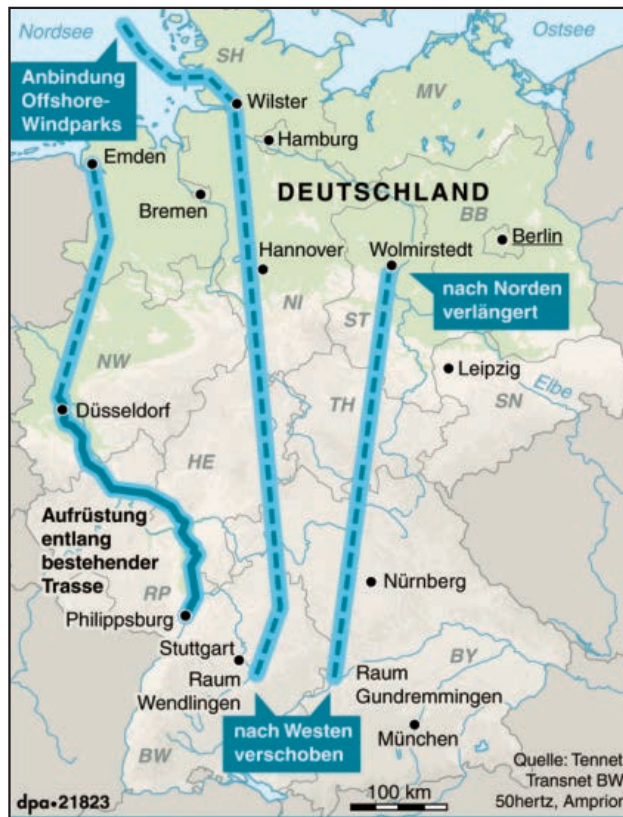 Nordsee
Ostsee
Anbindung
Offshore-
Windparks
SH
MV
Wilster
Hamburg
Emden
DEUTSCHLAND
Bremen
BB
Berlin
Hannover
Wolmirstedt
nach Norden
verlängert
NI
ST
NW
Leipzig
Elbe
SN
TH
Düsseldorf
HE
Aufrüstung
entlang
bestehender
Trasse
RP
Nürnberg
Philippsburg
Stuttgart
Raum
Wendlingen
Raum
Gundremmingen
BY
nach Westen
verschoben
München
BW
Quelle: Tennet
Transnet BW
50hertz, Amprion
dpa•21823
100 km